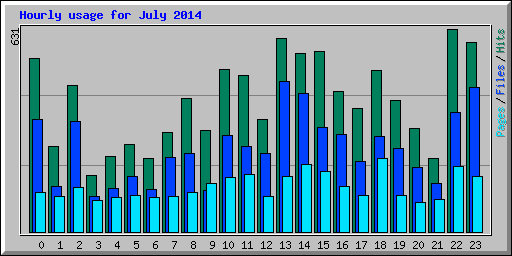 Hourly usage for July 2014
631
Pages/Files/Hits
0 1 2 3 4 5 6 7 8 9 10 11 12 13 14 15 16 17 18 19 20 21 22 23